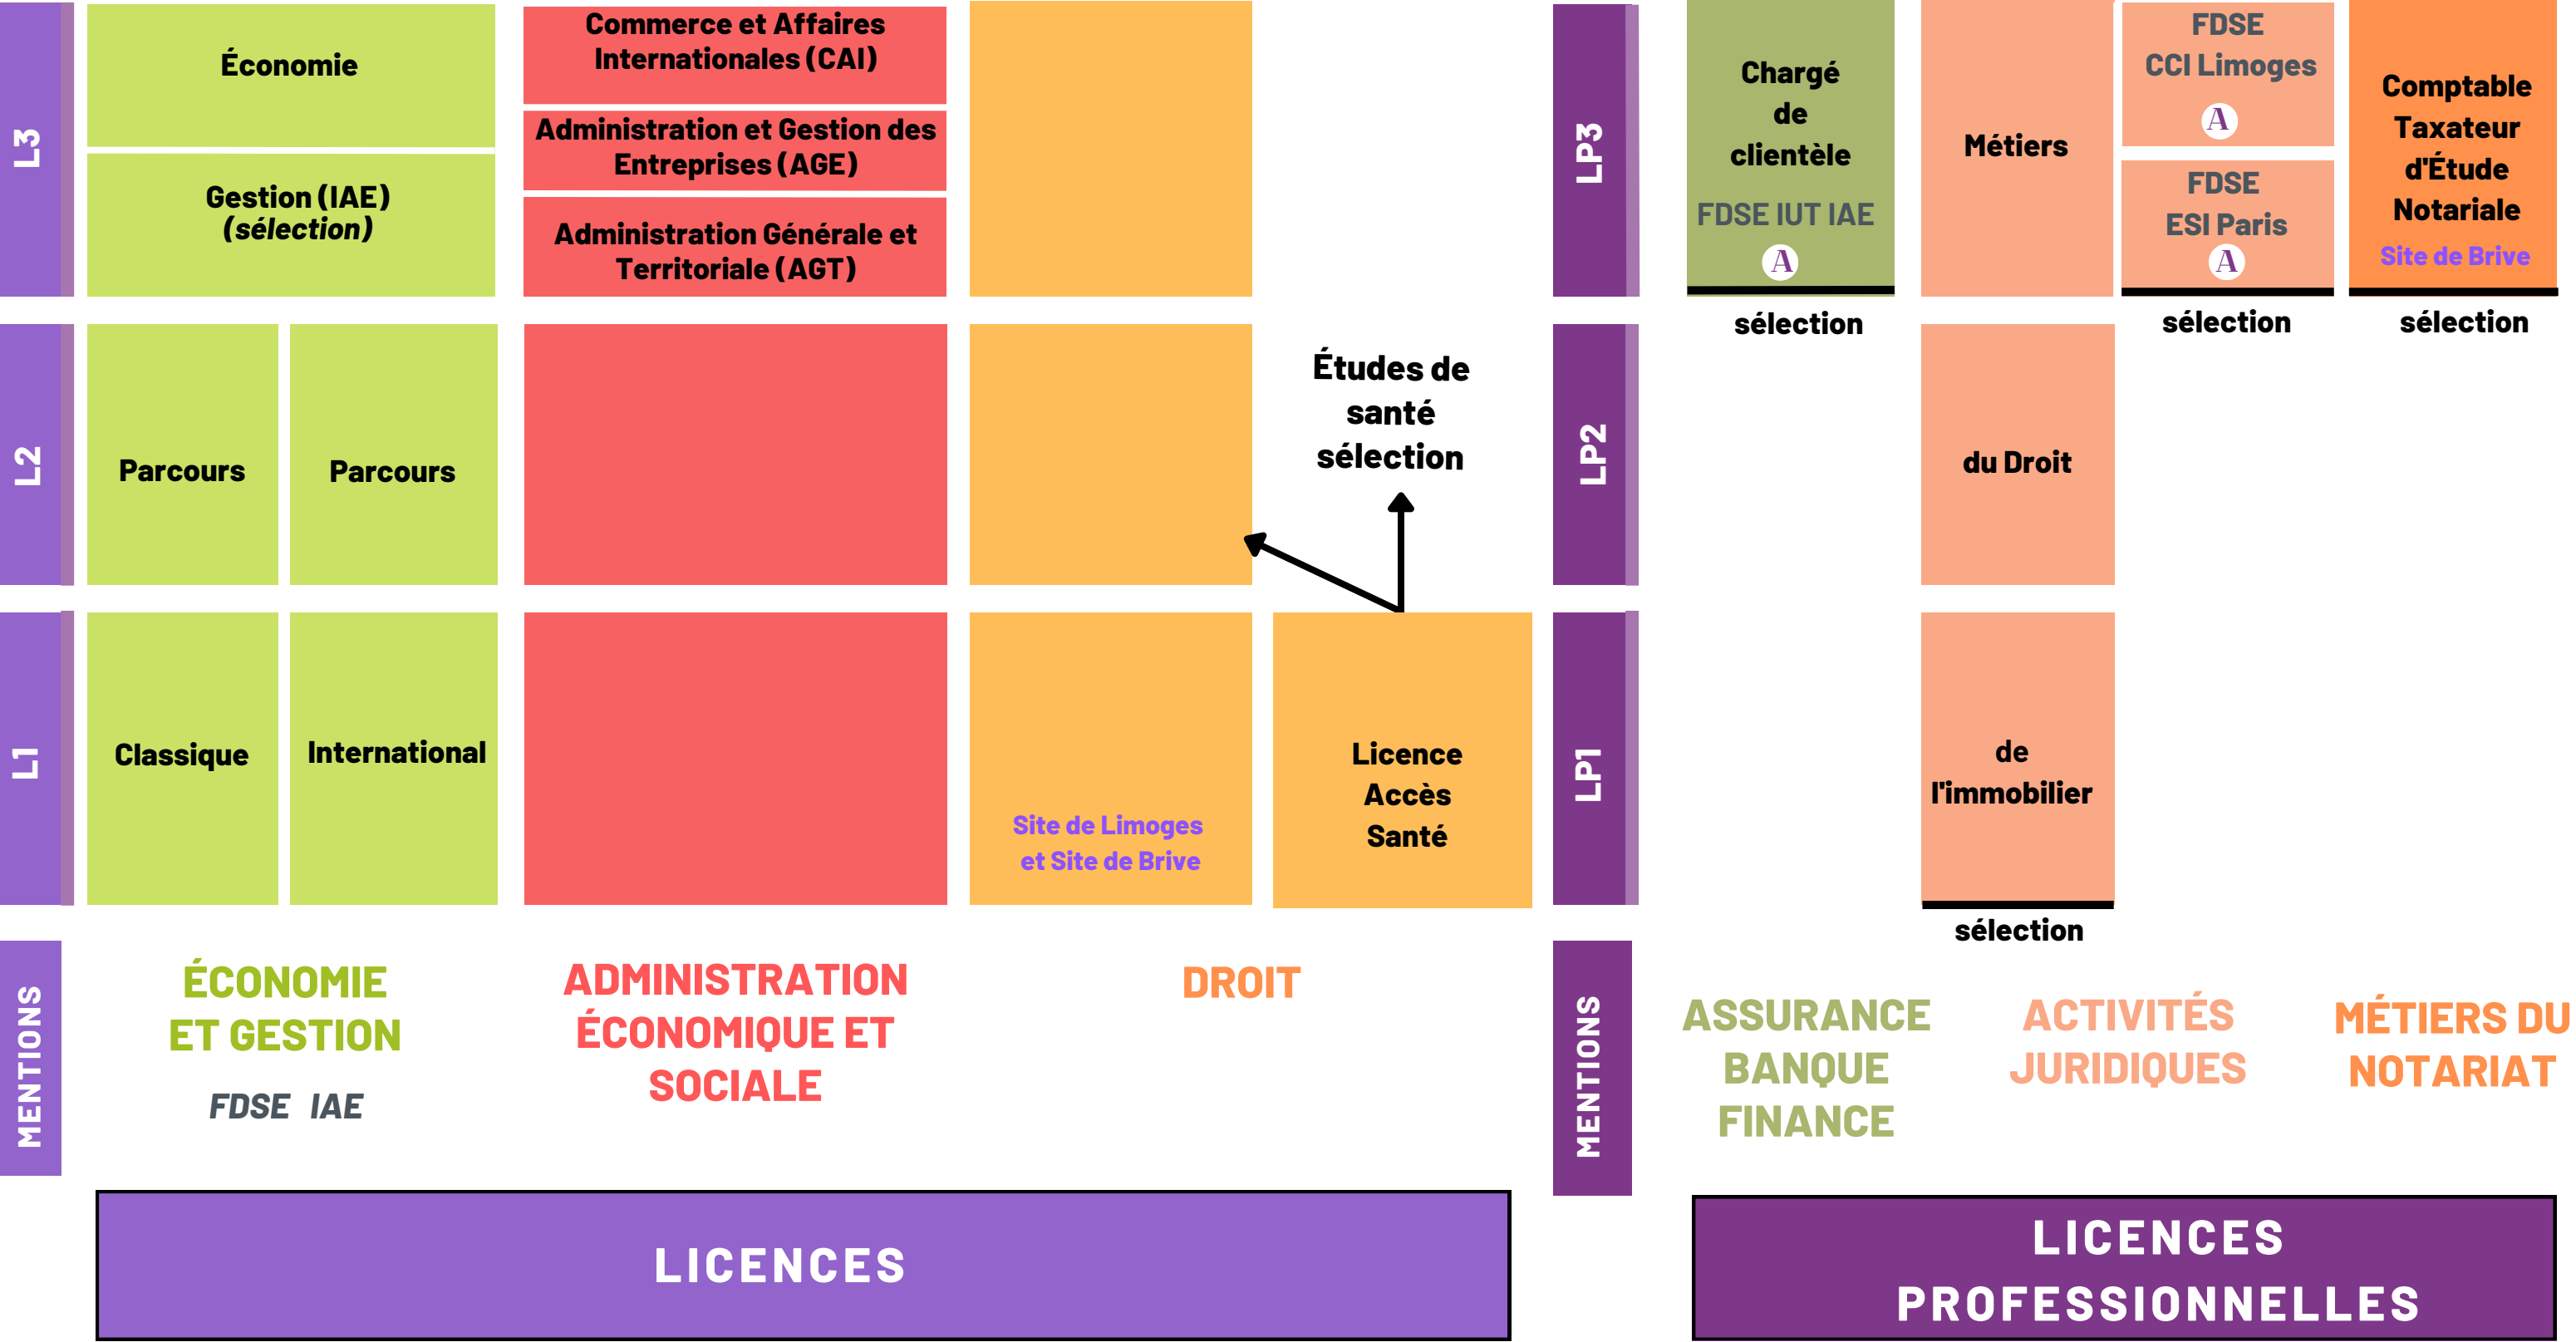 L3
Économie
Gestion (IAE)
(sélection)
Commerce et Affaires
Internationales (CAI)
Administration et Gestion des
Entreprises (AGE)
Administration Générale et
Territoriale (AGT)
L2
Parcours
Parcours
Études de
santé
sélection
L1
Classique
International
Site de Limoges
et Site de Brive
Licence
Accès
Santé
MENTIONS
ÉCONOMIE
ET GESTION
FDSE IAE
ADMINISTRATION
ÉCONOMIQUE ET
SOCIALE
DROIT
LICENCES
LP3
Chargé
de
clientèle
FDSE IUT IAE
A
sélection
Métiers
FDSE
CCI Limoges
A
FDSE
ESI Paris
A
sélection
Comptable
Taxateur
d'Étude
Notariale
Site de Brive
sélection
LP2
du Droit
LP1
de
l'immobilier
sélection
MENTIONS
ASSURANCE
BANQUE
FINANCE
ACTIVITÉS
JURIDIQUES
MÉTIERS DU
NOTARIAT
LICENCES
PROFESSIONNELLES